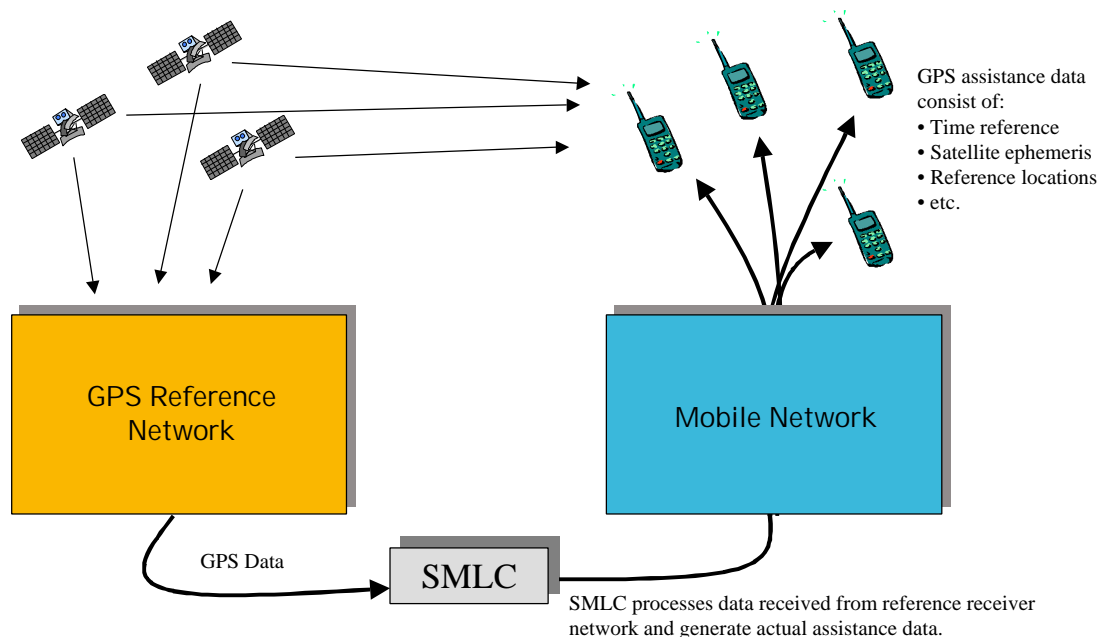 GPS assistance data
consist of:
• Time reference
• Satellite ephemeris
• Reference locations
• etc.
GPS Reference
Network
Mobile Network
GPS Data
SMLC
SMLC processes data received from reference receiver
network and generate actual assistance data.